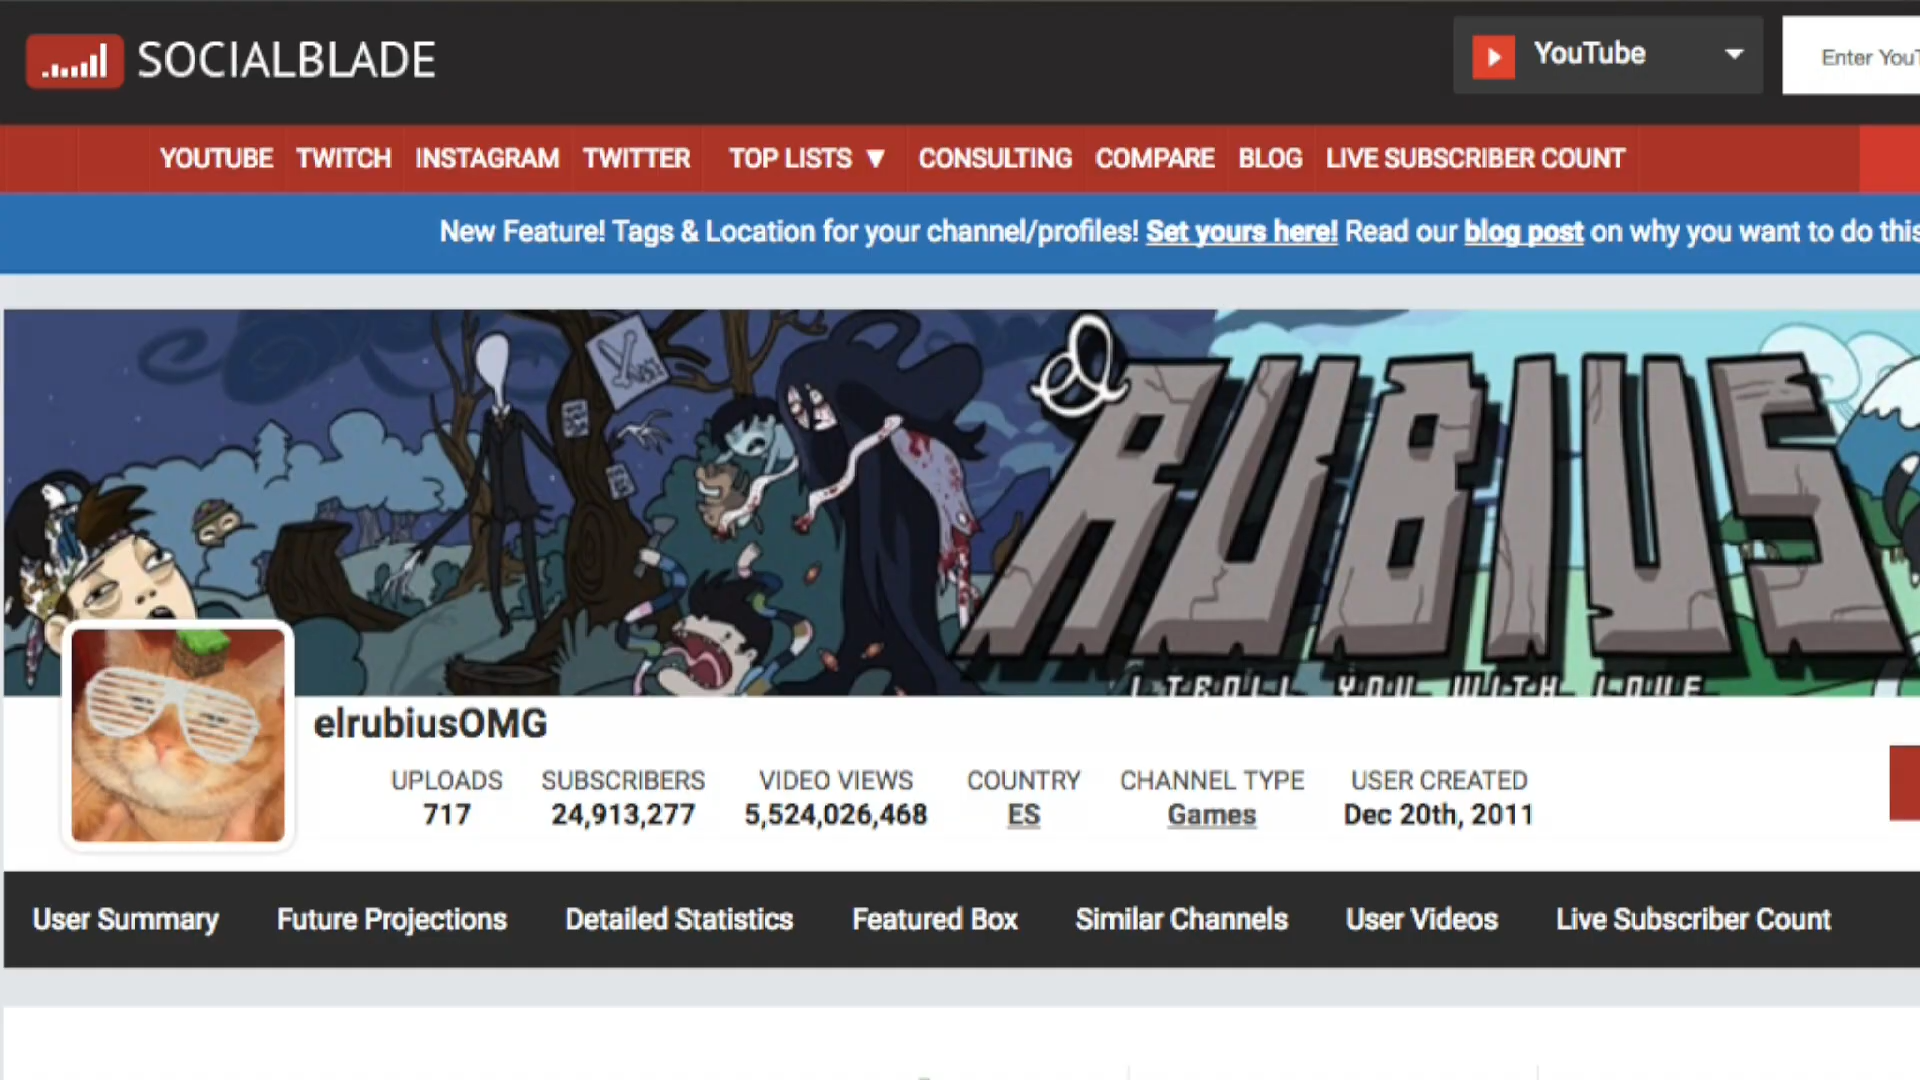 SOCIALBLADE
YouTube
Enter YouT
YOUTUBE TWITCH INSTAGRAM TWITTER TOP LISTS ▼ CONSULTING COMPARE BLOG LIVE SUBSCRIBER COUNT
New Feature! Tags & Location for your channel/profiles! Set yours here! Read our blog post on why you want to do this
RUBIUS
I TROLL YOU WITH LOVE
elrubiusOMG
UPLOADS SUBSCRIBERS VIDEO VIEWS COUNTRY CHANNEL TYPE USER CREATED
717 24,913,277 5,524,026,468 ES Games Dec 20th, 2011
User Summary Future Projections Detailed Statistics Featured Box Similar Channels User Videos Live Subscriber Count